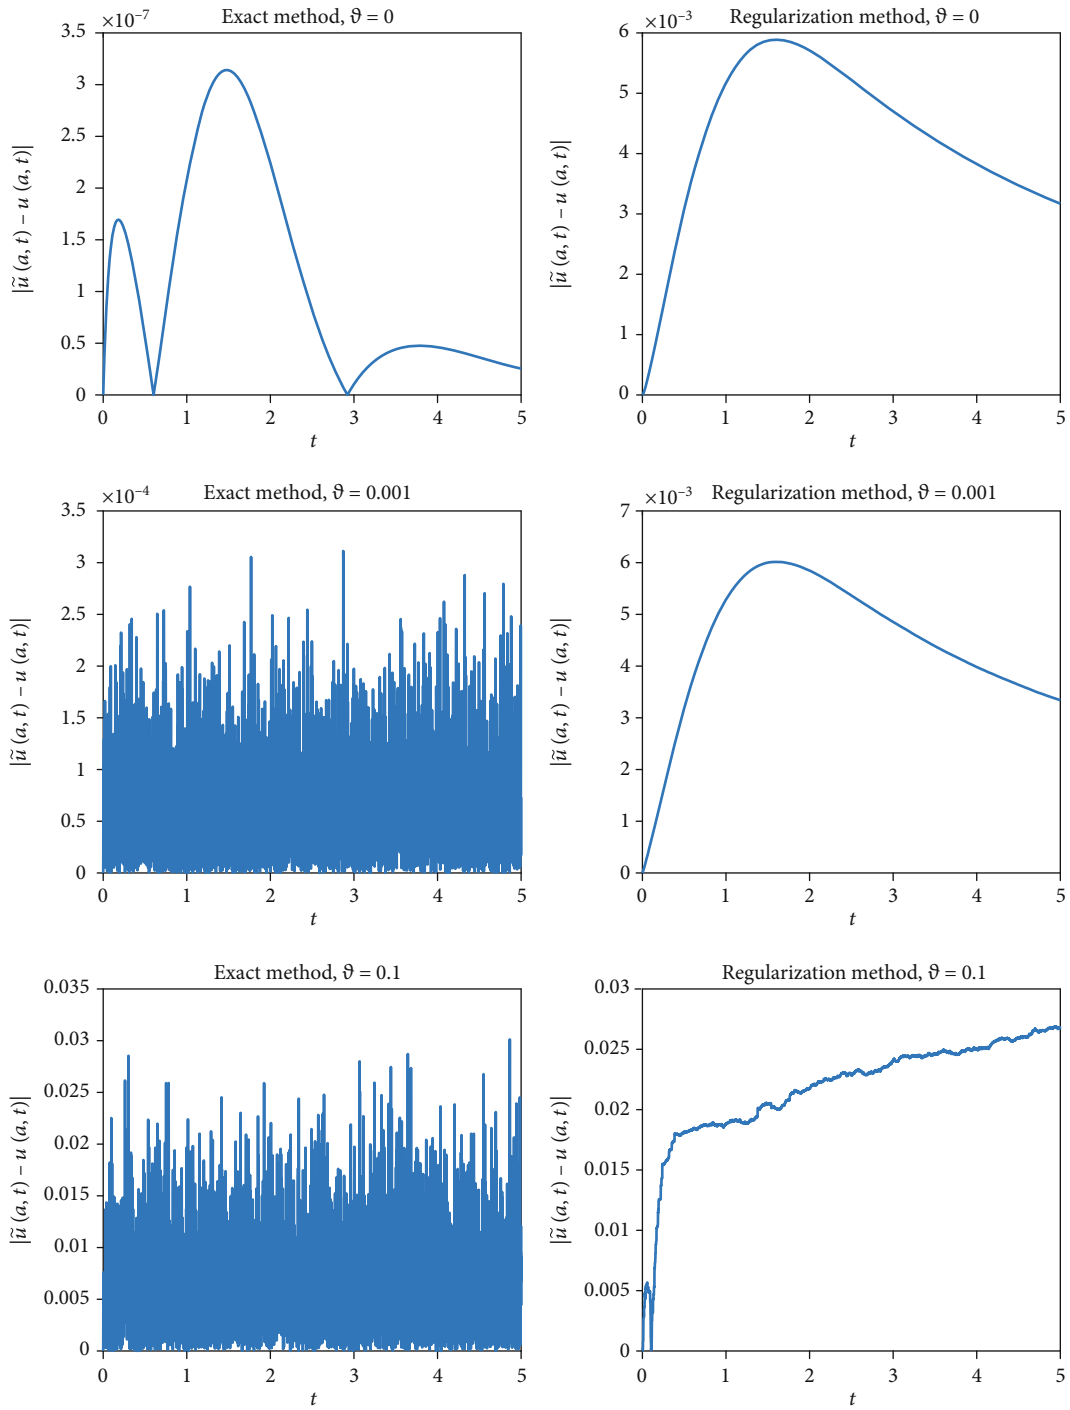 Exact method, ϑ = 0
×10⁻⁷
3.5
3
2.5
2
1.5
1
0.5
0
0 1 2 3 4 5
t
|ũ (a, t) – u (a, t)|
Regularization method, ϑ = 0
×10⁻³
6
5
4
3
2
1
0
0 1 2 3 4 5
t
|ũ (a, t) – u (a, t)|
Exact method, ϑ = 0.001
×10⁻⁴
3.5
3
2.5
2
1.5
1
0.5
0
0 1 2 3 4 5
t
|ũ (a, t) – u (a, t)|
Regularization method, ϑ = 0.001
×10⁻³
7
6
5
4
3
2
1
0
0 1 2 3 4 5
t
|ũ (a, t) – u (a, t)|
Exact method, ϑ = 0.1
0.035
0.03
0.025
0.02
0.015
0.01
0.005
0
0 1 2 3 4 5
t
|ũ (a, t) – u (a, t)|
Regularization method, ϑ = 0.1
0.03
0.025
0.02
0.015
0.01
0.005
0
0 1 2 3 4 5
t
|ũ (a, t) – u (a, t)|